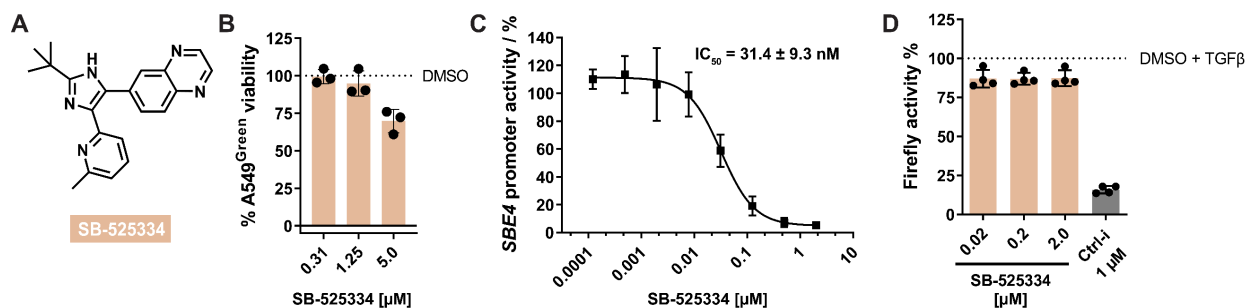 A
NH
N
N
N
N
SB-525334
B
% A549Green viability
125
100
75
50
25
0
DMSO
0.31
1.25
5.0
SB-525334 [µM]
C
SBE4 promoter activity / %
140
120
100
80
60
40
20
0
IC50 = 31.4 ± 9.3 nM
0.0001
0.001
0.01
0.1
1
10
SB-525334 [µM]
D
Firefly activity %
125
100
75
50
25
0
DMSO + TGFβ
0.02
0.2
2.0
Ctrl-i
1 µM
SB-525334
[µM]